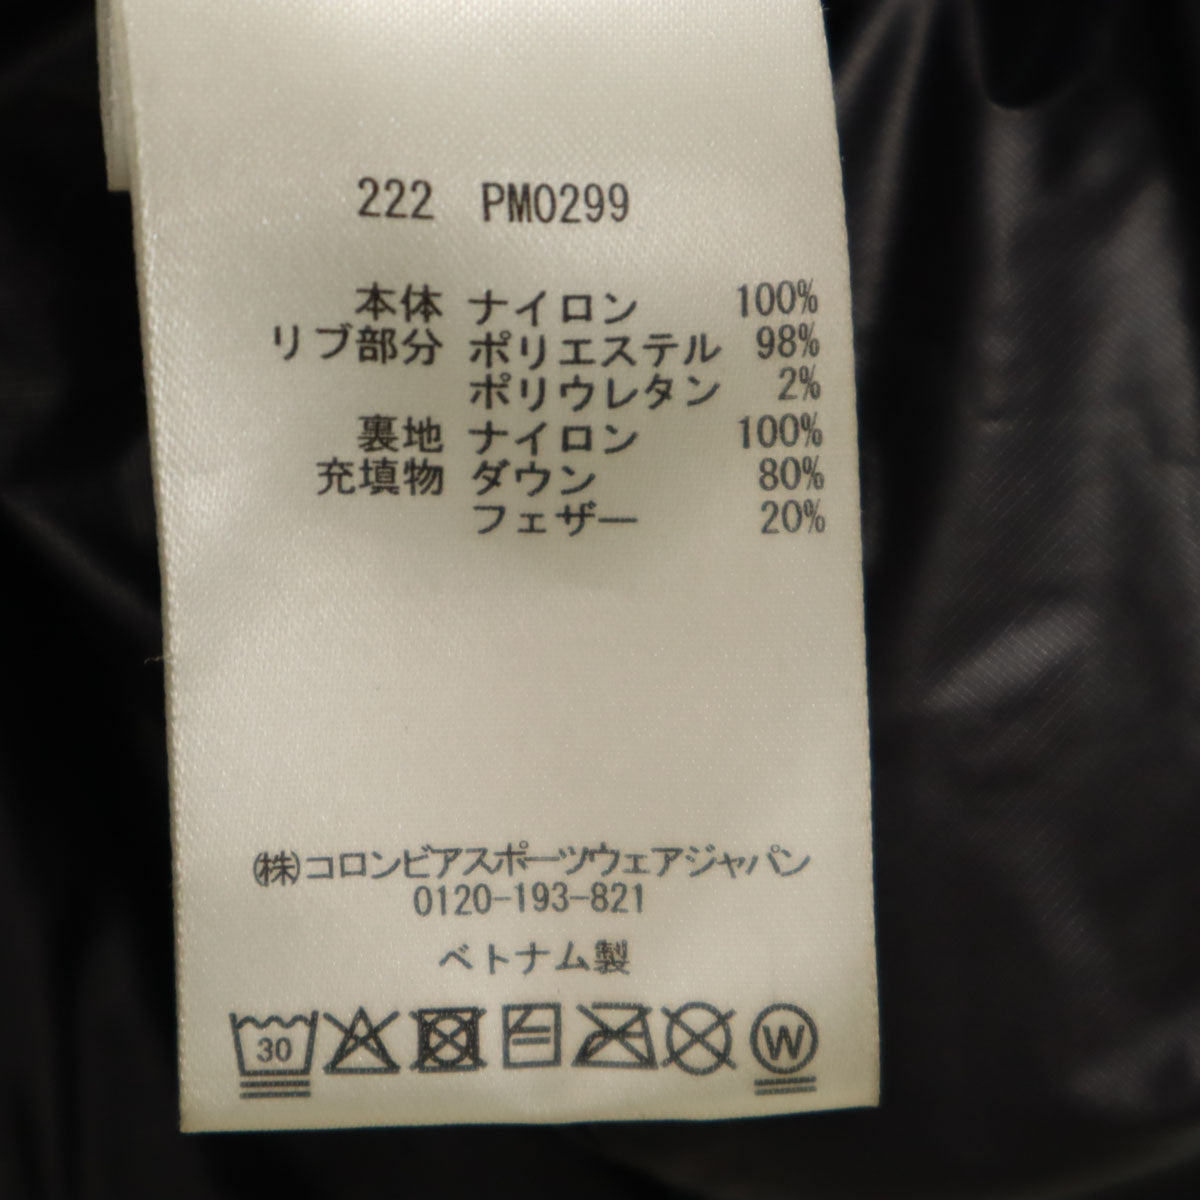 222 PM0299
本体 ナイロン 100%
リブ部分 ポリエステル 98%
ポリウレタン 2%
裏地 ナイロン 100%
充填物 ダウン 80%
フェザー 20%
(株)コロンビアスポーツウェアジャパン
0120-193-821
ベトナム製
30 W